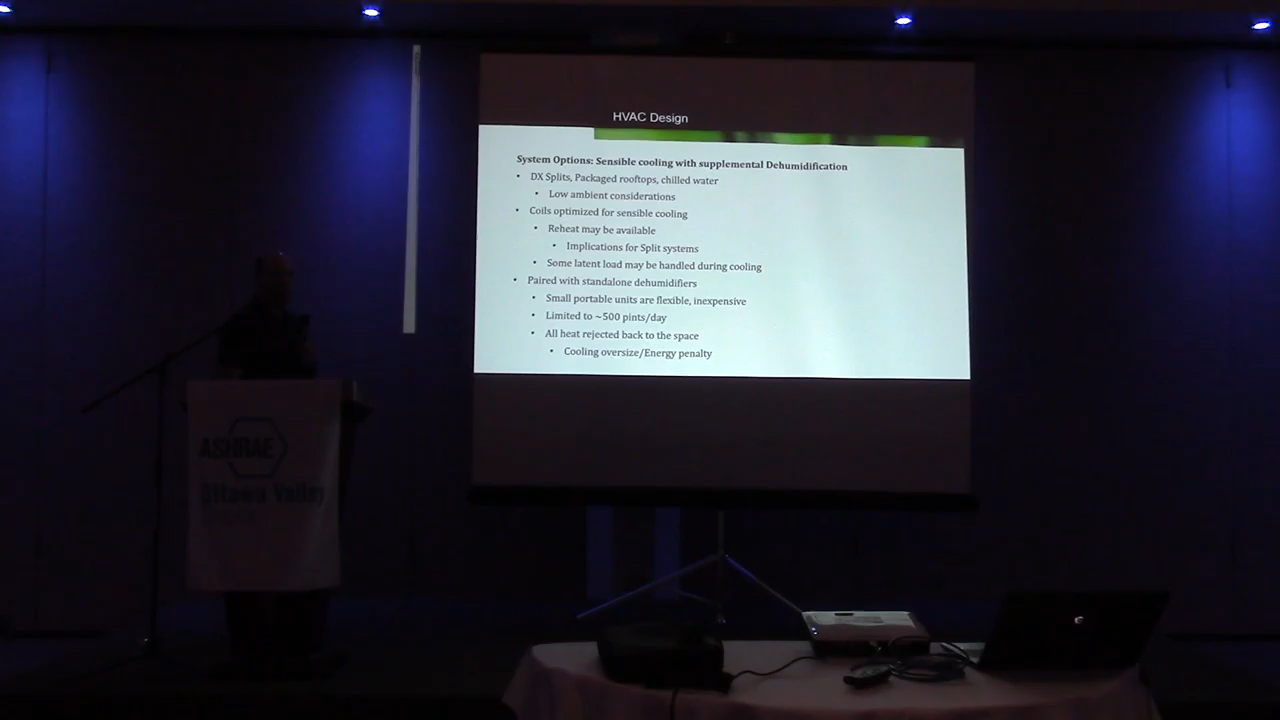 HVAC Design
System Options: Sensible cooling with supplemental Dehumidification
• DX Splits, Packaged rooftops, chilled water
• Low ambient considerations
• Coils optimized for sensible cooling
• Reheat may be available
• Implications for Split systems
• Some latent load may be handled during cooling
• Paired with standalone dehumidifiers
• Small portable units are flexible, inexpensive
• Limited to ~500 pints/day
• All heat rejected back to the space
• Cooling oversize/Energy penalty
ASHRAE
Ottawa Valley